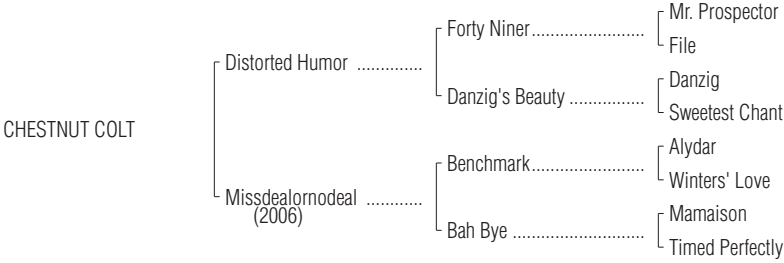 Mr. Prospector
Forty Niner
File
Distorted Humor
Danzig
Danzig's Beauty
Sweetest Chant
CHESTNUT COLT
Alydar
Benchmark
Winters' Love
Missdealornodeal
(2006)
Mamaison
Bah Bye
Timed Perfectly